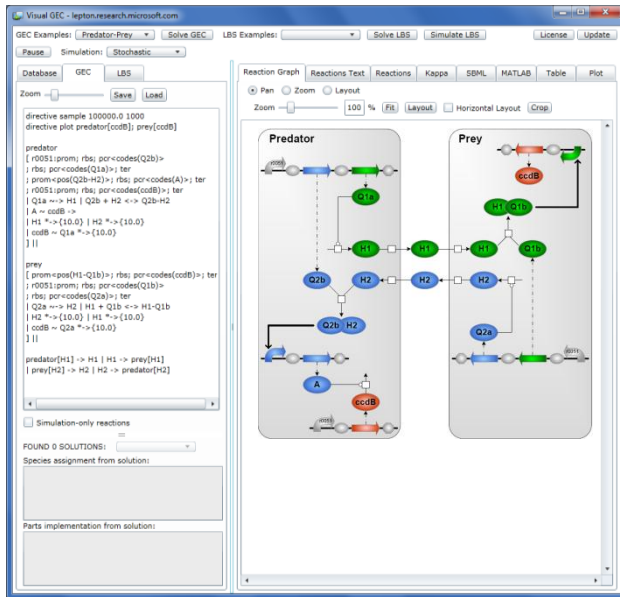 Visual GEC - lepton.research.microsoft.com
GEC Examples: Predator-Prey Solve GEC LBS Examples: Solve LBS Simulate LBS License Update
Pause Simulation: Stochastic
Database GEC LBS
Zoom Save Load
directive sample 100000.0 1000
directive plot predator[ccdB]; prey[ccdB]
predator
[ r0051:prom; rbs; pcr<codes(Q2b)>
; rbs; pcr<codes(Q1a)>; ter
; prom<pos(Q2b-H2)>; rbs; pcr<codes(A)>; ter
; r0051:prom; rbs; pcr<codes(ccdB)>; ter
| Q1a ~-> H1 | Q2b + H2 <-> Q2b-H2
| A ~ ccdB ->
| H1 *->{10.0} | H2 *->{10.0}
| ccdB ~ Q1a *->{10.0}
] ||
prey
[ prom<pos(H1-Q1b)>; rbs; pcr<codes(ccdB)>; ter
; r0051:prom; rbs; pcr<codes(Q1b)>
; rbs; pcr<codes(Q2a)>; ter
| Q2a ~-> H2 | H1 + Q1b <-> H1-Q1b
| H2 *->{10.0} | H1 *->{10.0}
| ccdB ~ Q2a *->{10.0}
] ||
predator[H1] -> H1 | H1 -> prey[H1]
| prey[H2] -> H2 | H2 -> predator[H2]
Simulation-only reactions
FOUND 0 SOLUTIONS:
Species assignment from solution:
Parts implementation from solution:
Reaction Graph Reactions Text Reactions Kappa SBML MATLAB Table Plot
Pan Zoom Layout
Zoom 100 % Fit Layout Horizontal Layout Crop
Predator
Prey
ccdB
Q1a
H1 Q1b
H1 H1 H1 Q1b
Q2b H2 H2 H2
Q2b H2
Q2a
A
ccdB